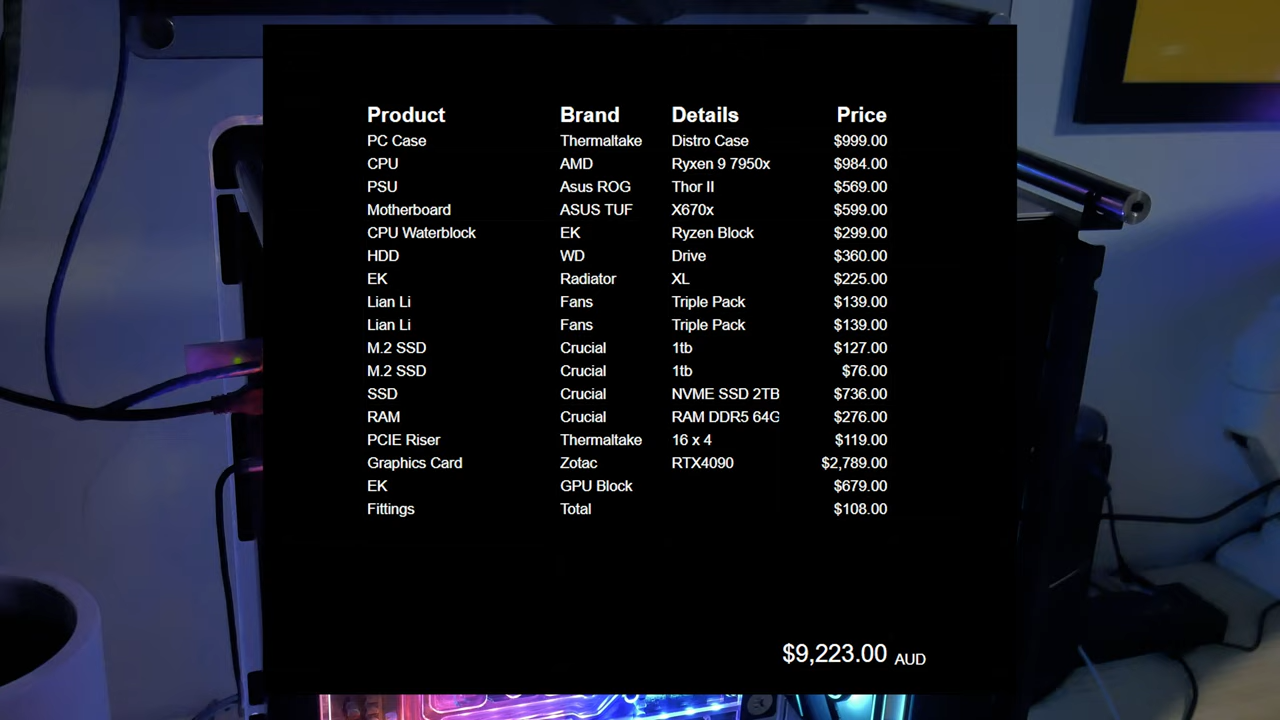 Product Brand Details Price
PC Case Thermaltake Distro Case $999.00
CPU AMD Ryxen 9 7950x $984.00
PSU Asus ROG Thor II $569.00
Motherboard ASUS TUF X670x $599.00
CPU Waterblock EK Ryzen Block $299.00
HDD WD Drive $360.00
EK Radiator XL $225.00
Lian Li Fans Triple Pack $139.00
Lian Li Fans Triple Pack $139.00
M.2 SSD Crucial 1tb $127.00
M.2 SSD Crucial 1tb $76.00
SSD Crucial NVME SSD 2TB $736.00
RAM Crucial RAM DDR5 64G $276.00
PCIE Riser Thermaltake 16 x 4 $119.00
Graphics Card Zotac RTX4090 $2,789.00
EK GPU Block $679.00
Fittings Total $108.00
$9,223.00 AUD